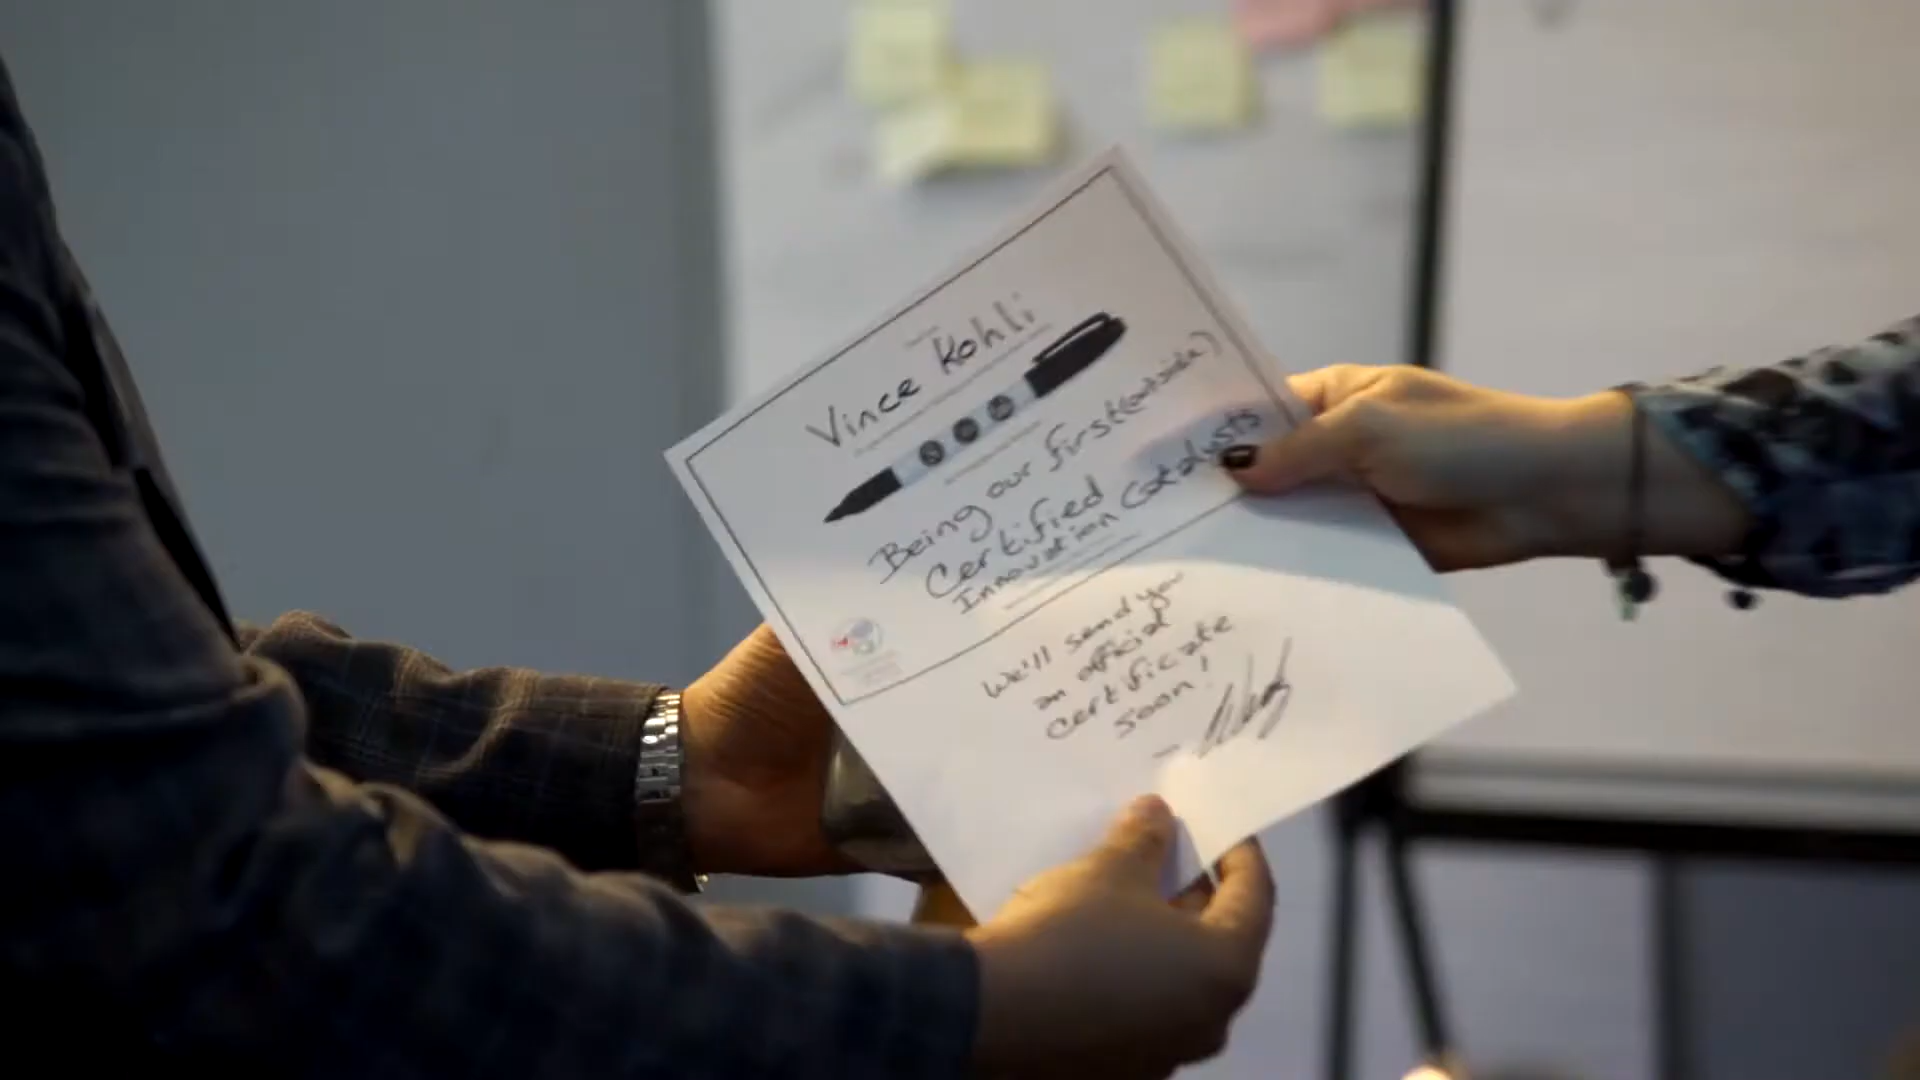 Vince Kohli
Being our first (outside)
Certified
Innovation Catalysts
We'll send you
an official
certificate
soon!